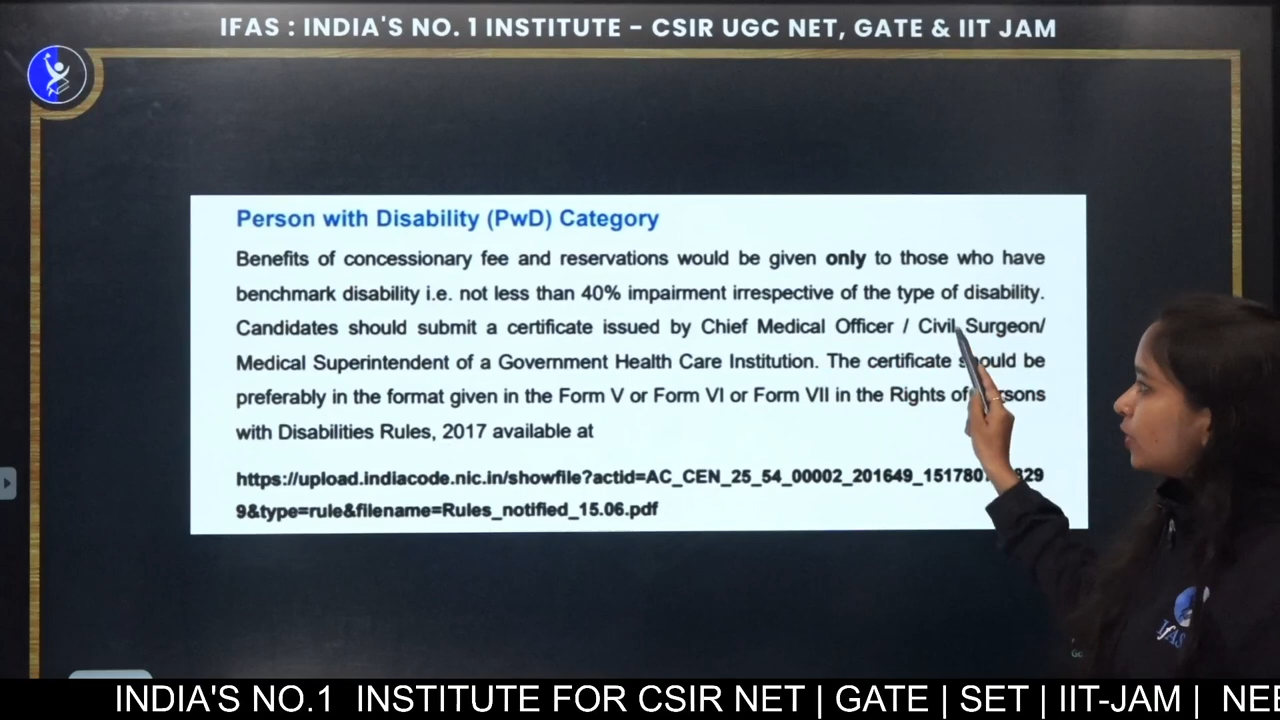 IFAS : INDIA'S NO. 1 INSTITUTE – CSIR UGC NET, GATE & IIT JAM
Person with Disability (PwD) Category
Benefits of concessionary fee and reservations would be given only to those who have
benchmark disability i.e. not less than 40% impairment irrespective of the type of disability.
Candidates should submit a certificate issued by Chief Medical Officer / Civil Surgeon/
Medical Superintendent of a Government Health Care Institution. The certificate should be
preferably in the format given in the Form V or Form VI or Form VII in the Rights of Persons
with Disabilities Rules, 2017 available at
https://upload.indiacode.nic.in/showfile?actid=AC_CEN_25_54_00002_201649_151780
9&type=rule&filename=Rules_notified_15.06.pdf
IFAS
INDIA'S NO.1 INSTITUTE FOR CSIR NET | GATE | SET | IIT-JAM |